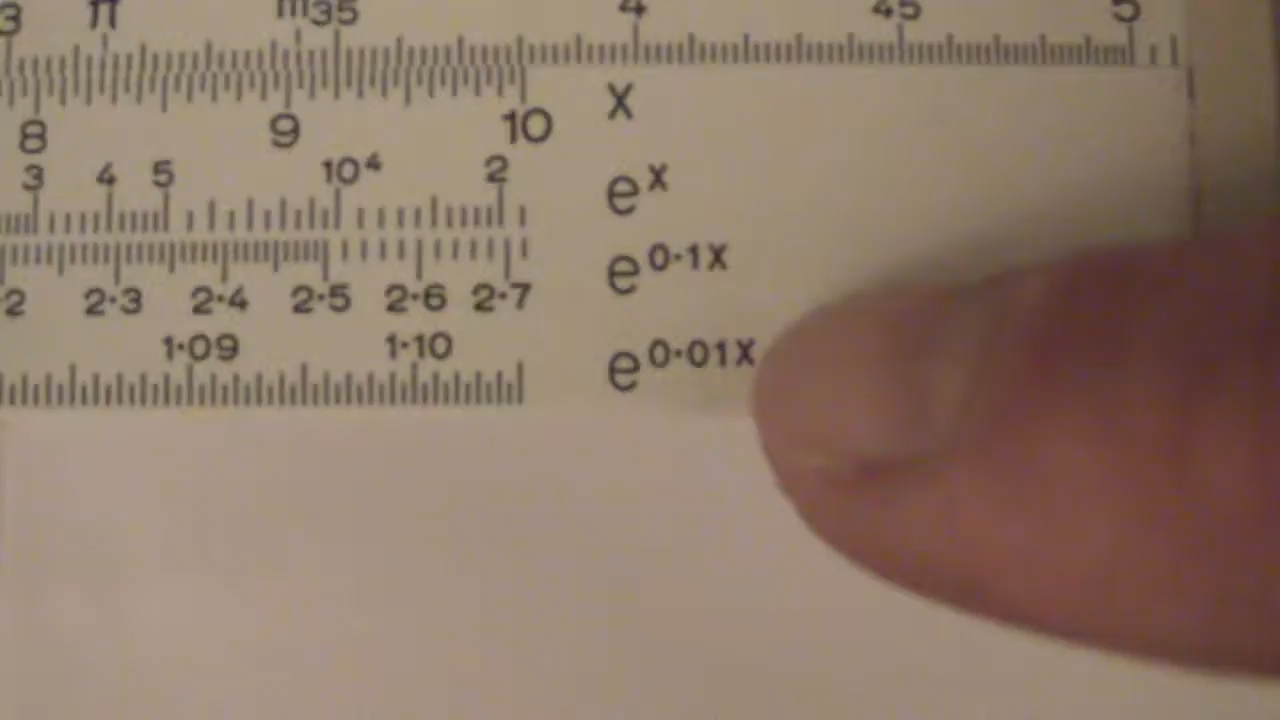 3 π m 35 4 45 5
8 9 10 x
3 4 5 10⁴ 2 eˣ
2 2·3 2·4 2·5 2·6 2·7 e⁰·¹ˣ
1·09 1·10 e⁰·⁰¹ˣ